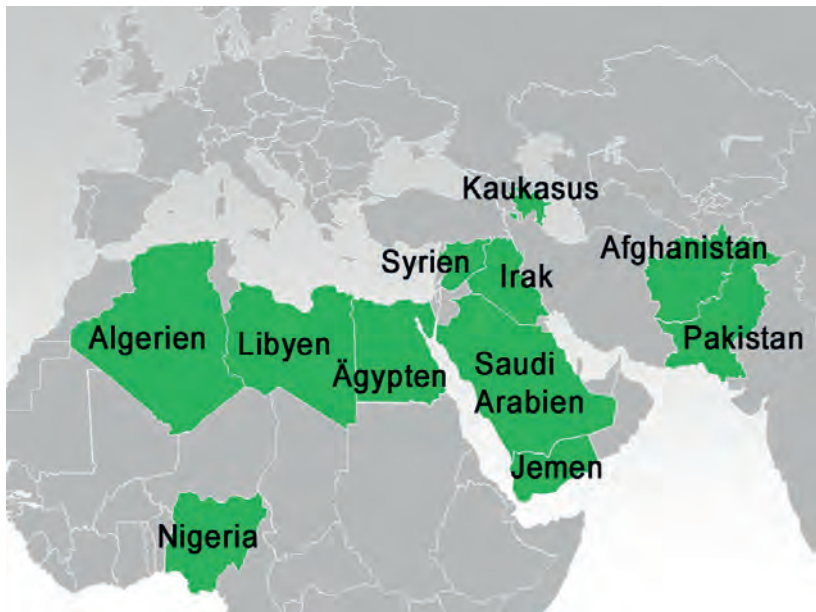 Kaukasus
Afghanistan
Syrien
Irak
Algerien
Libyen
Ägypten
Saudi
Arabien
Pakistan
Jemen
Nigeria